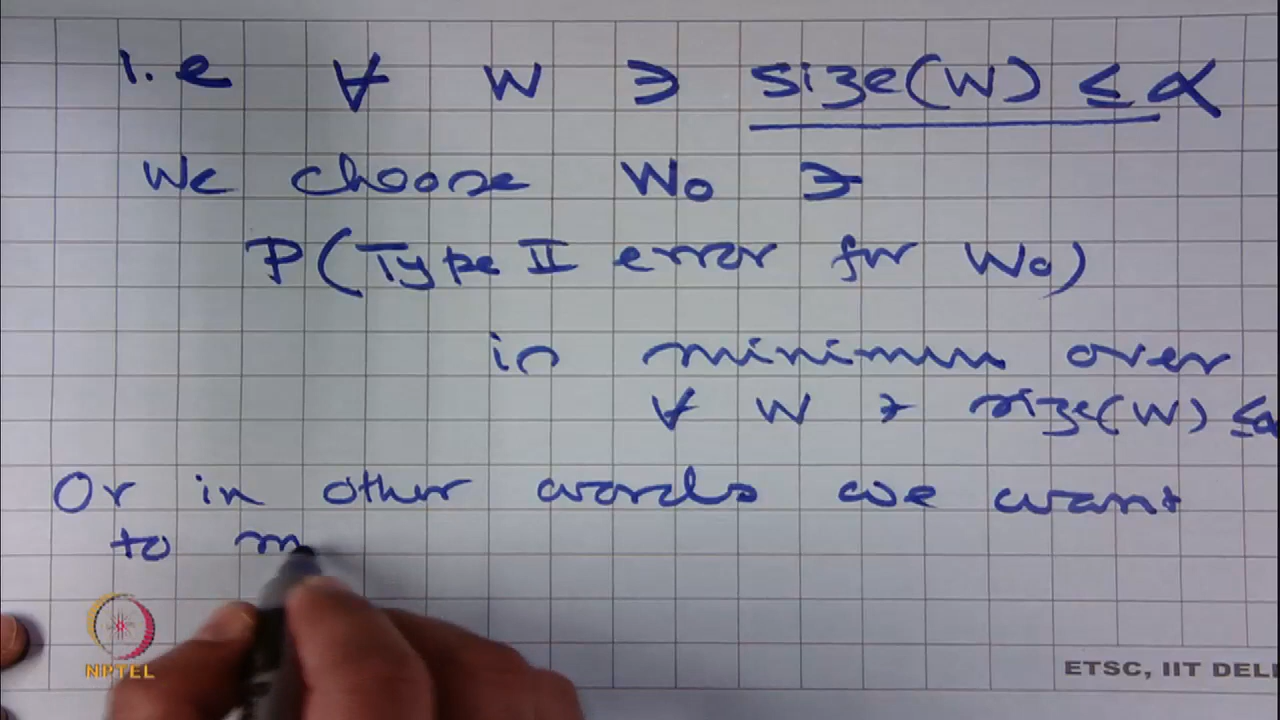 i.e ∀ W ∋ size(W) ≤ α
We choose W₀ ∋
P(Type II error for W₀)
is minimum over
∀ W ∋ size(W) ≤ α
Or in other words we want
to m
NPTEL
ETSC, IIT DEL